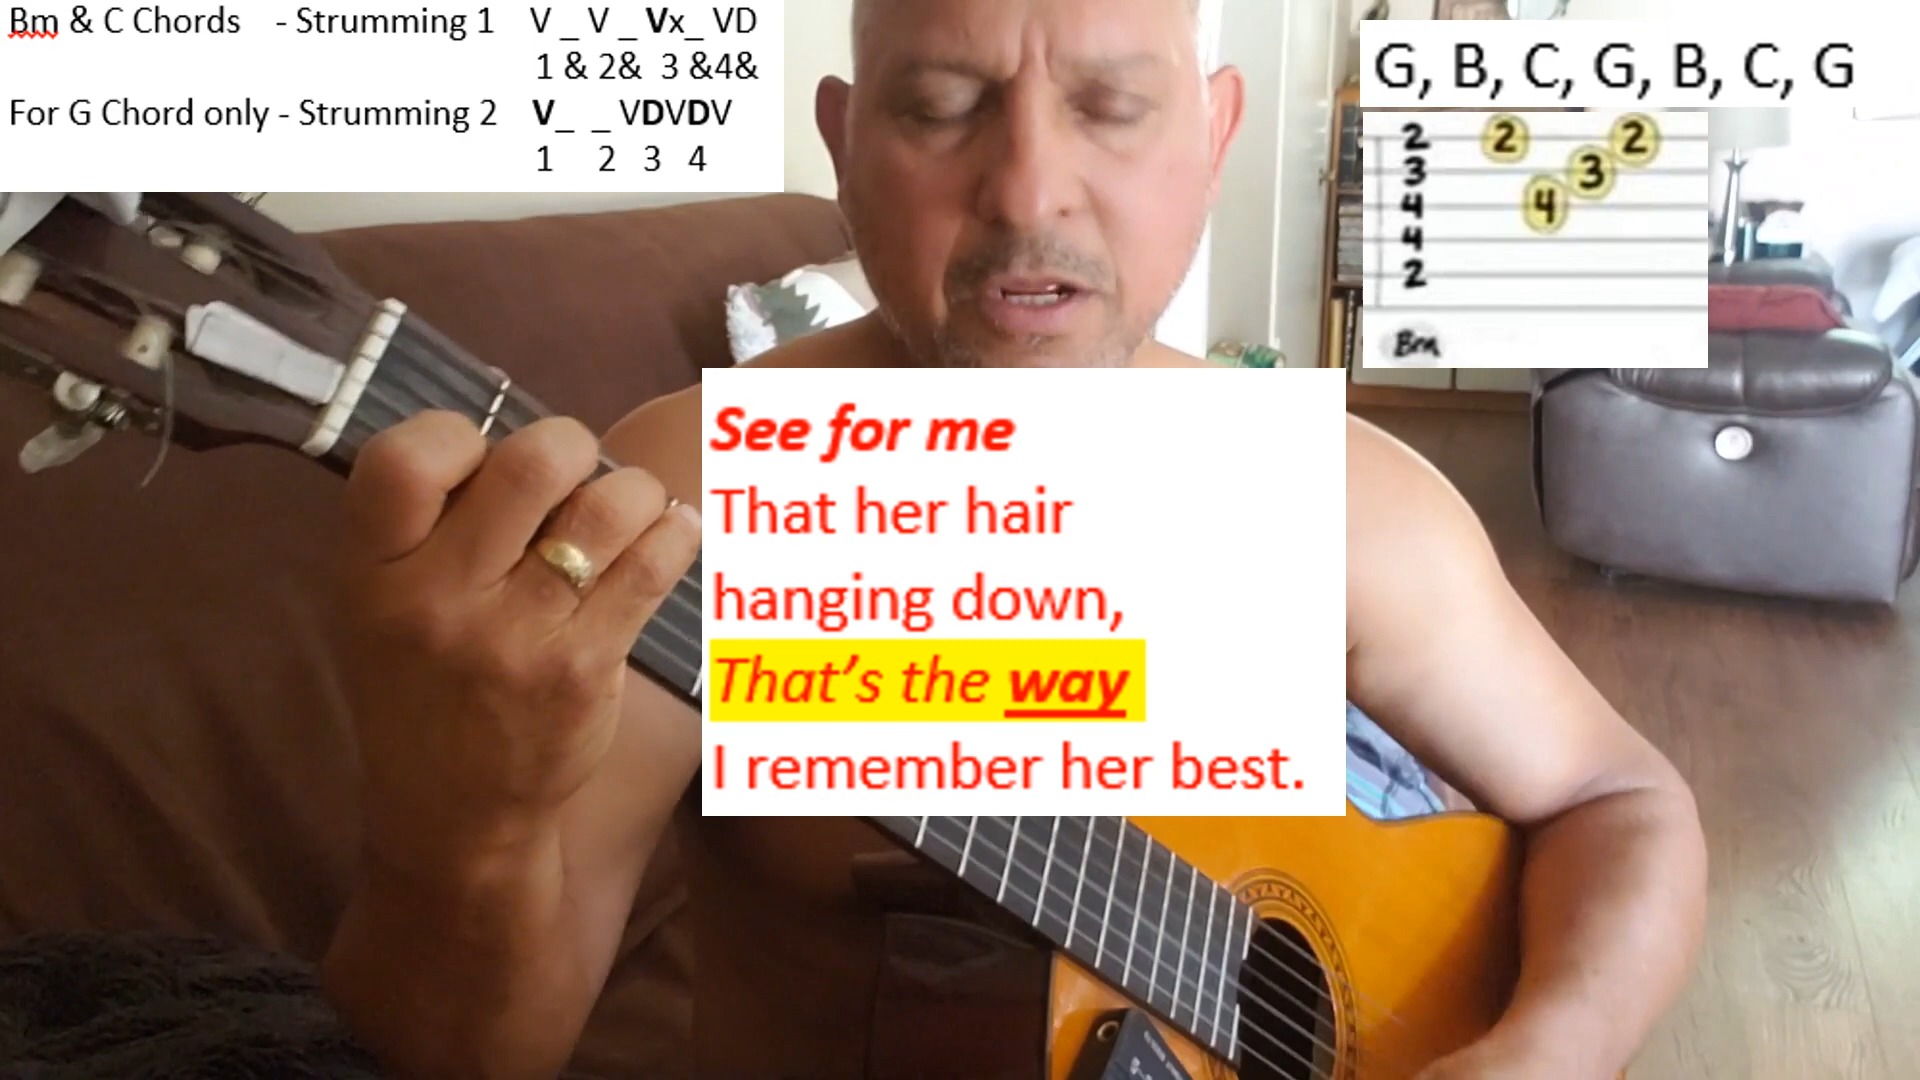 Bm & C Chords - Strumming 1 V _ V _ Vx_ VD
1 & 2& 3 &4&
For G Chord only - Strumming 2 V_ _ VDVDV
1 2 3 4
G, B, C, G, B, C, G
2 2 2
3 3
4 4
4
2
Bm
See for me
That her hair
hanging down,
That’s the way
I remember her best.